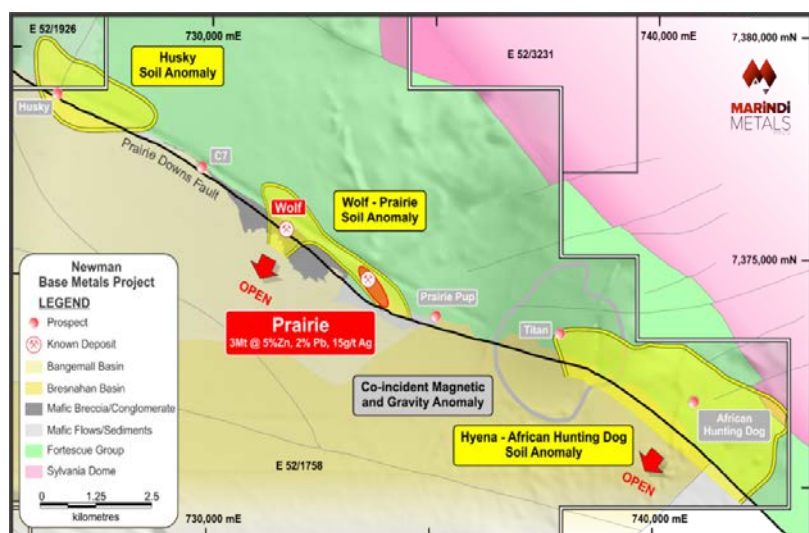 E 52/1926
730,000 mE
E 52/3231
740,000 mE
7,380,000 mN
MARINDI
METALS
Husky
Soil Anomaly
Husky
Prairie Downs Fault
C7
Wolf
Wolf - Prairie
Soil Anomaly
OPEN
7,375,000 mN
Prairie Pup
Titan
Prairie
3Mt @ 5%Zn, 2% Pb, 15g/t Ag
Co-incident Magnetic
and Gravity Anomaly
African
Hunting Dog
Hyena - African Hunting Dog
Soil Anomaly
OPEN
E 52/1758
Newman
Base Metals Project
LEGEND
Prospect
Known Deposit
Bangemall Basin
Bresnahan Basin
Mafic Breccia/Conglomerate
Mafic Flows/Sediments
Fortescue Group
Sylvania Dome
0 1.25 2.5
kilometres
730,000 mE
740,000 mE